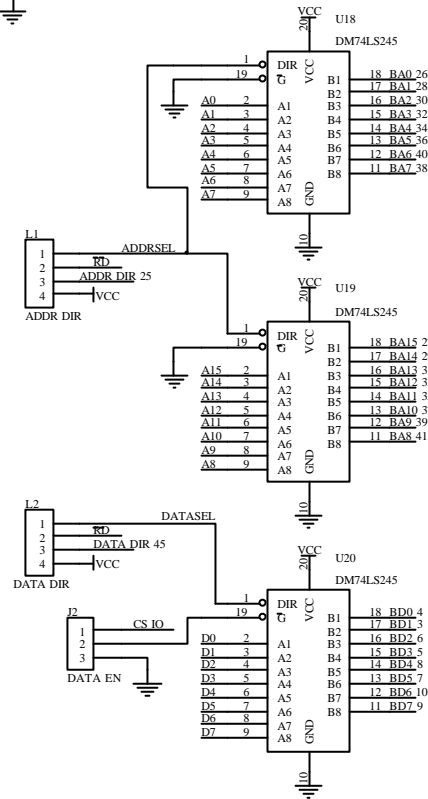 VCC
20
U18
DM74LS245
1 DIR VCC
19 G B1 18 BA0 26
B2 17 BA1 28
A0 2 A1 B3 16 BA2 30
A1 3 A2 B4 15 BA3 32
A2 4 A3 B5 14 BA4 34
A3 5 A4 B6 13 BA5 36
A4 6 A5 B7 12 BA6 40
A5 7 A6 B8 11 BA7 38
A6 8 A7 GND
A7 9 A8
10
L1
1 ADDRSEL
2 RD
3 ADDR DIR 25
4 VCC
ADDR DIR
VCC
20
U19
DM74LS245
1 DIR VCC
19 G B1 18 BA15 2
B2 17 BA14 2
A15 2 A1 B3 16 BA13 3
A14 3 A2 B4 15 BA12 3
A13 4 A3 B5 14 BA11 3
A12 5 A4 B6 13 BA10 3
A11 6 A5 B7 12 BA9 39
A10 7 A6 B8 11 BA8 41
A9 8 A7 GND
A8 9 A8
10
L2
1 DATASEL
2 RD
3 DATA DIR 45
4 VCC
DATA DIR
VCC
20
U20
DM74LS245
J2
1 CS IO
2
3
DATA EN
1 DIR VCC
19 G B1 18 BD0 4
B2 17 BD1 3
D0 2 A1 B3 16 BD2 6
D1 3 A2 B4 15 BD3 5
D2 4 A3 B5 14 BD4 8
D3 5 A4 B6 13 BD5 7
D4 6 A5 B7 12 BD6 10
D5 7 A6 B8 11 BD7 9
D6 8 A7 GND
D7 9 A8
10